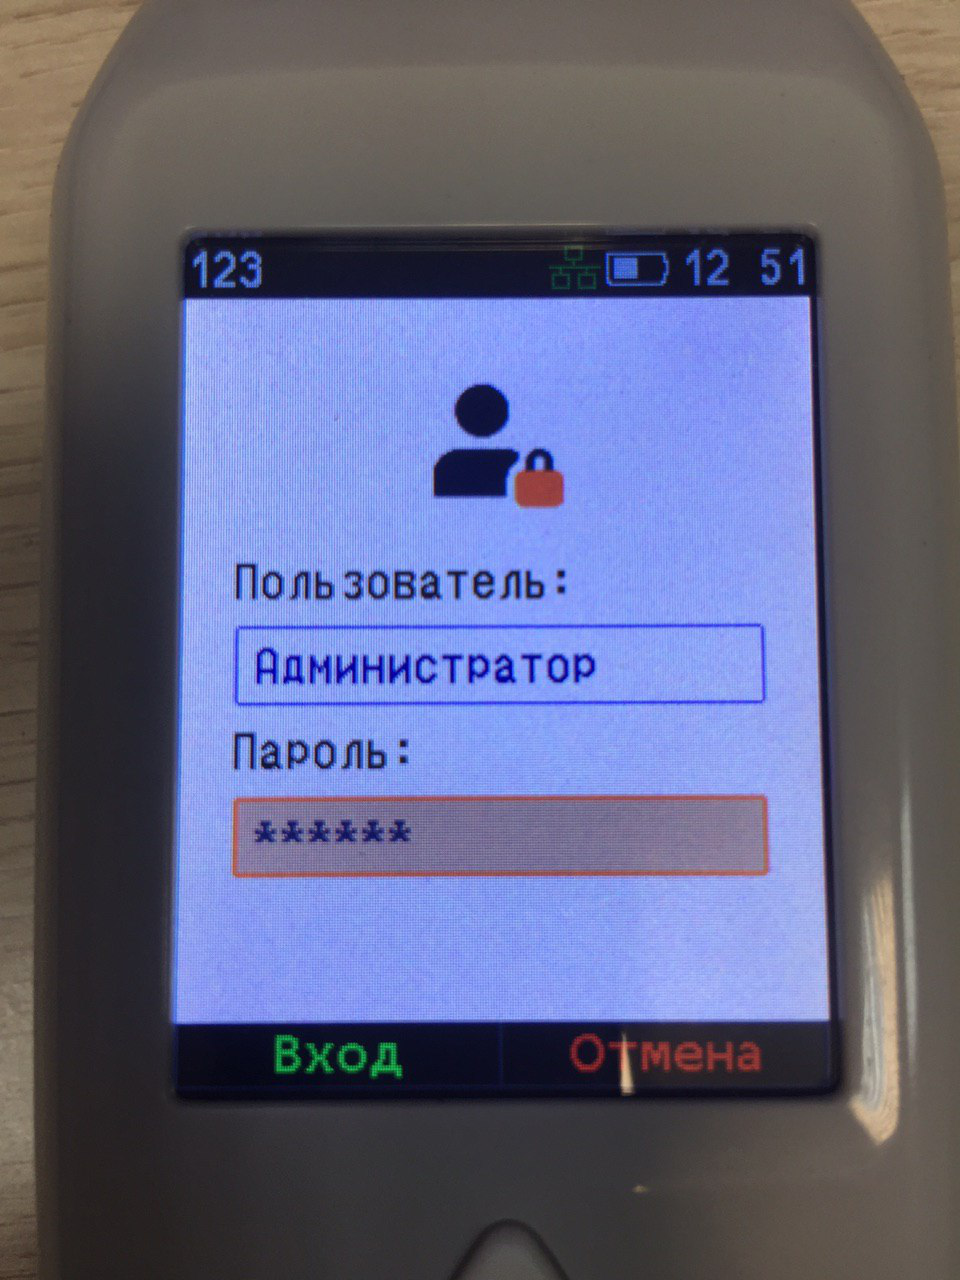 123 12 51
Пользователь:
Администратор
Пароль:
******
Вход Отмена